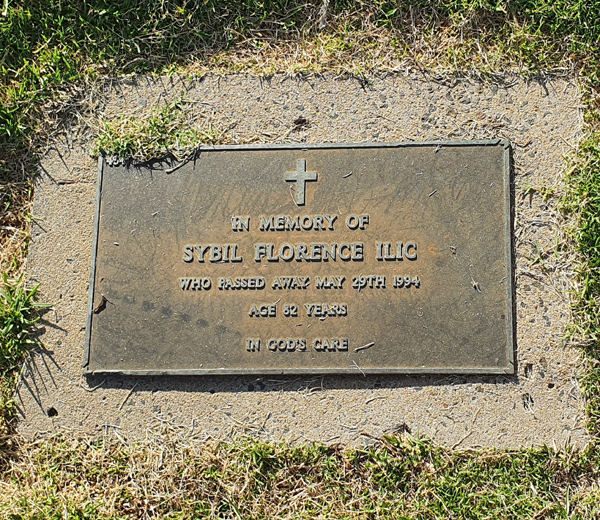 IN MEMORY OF
SYBIL FLORENCE ILIC
WHO PASSED AWAY MAY 29TH 1994
AGE 82 YEARS
IN GOD'S CARE